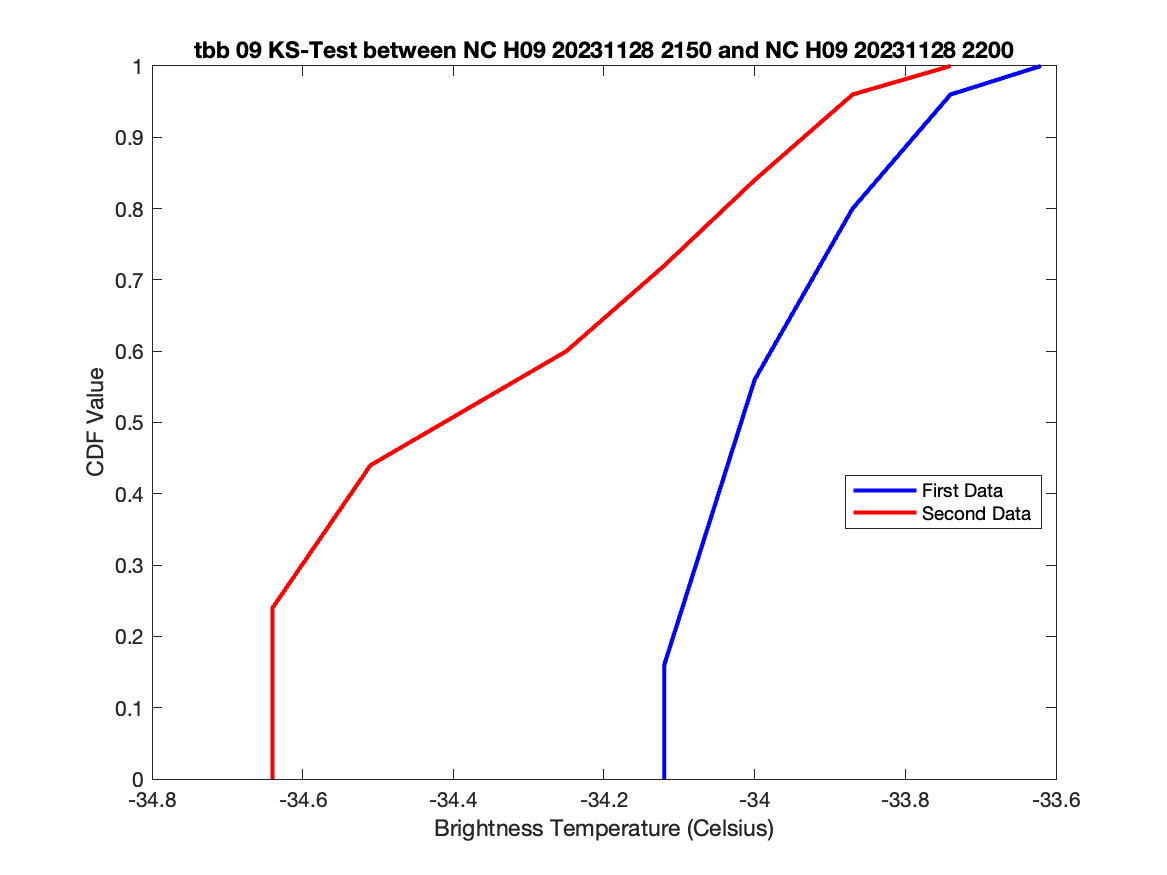 tbb 09 KS-Test between NC H09 20231128 2150 and NC H09 20231128 2200
1
0.9
0.8
0.7
0.6
0.5
0.4
0.3
0.2
0.1
0
CDF Value
First Data
Second Data
-34.8 -34.6 -34.4 -34.2 -34 -33.8 -33.6
Brightness Temperature (Celsius)